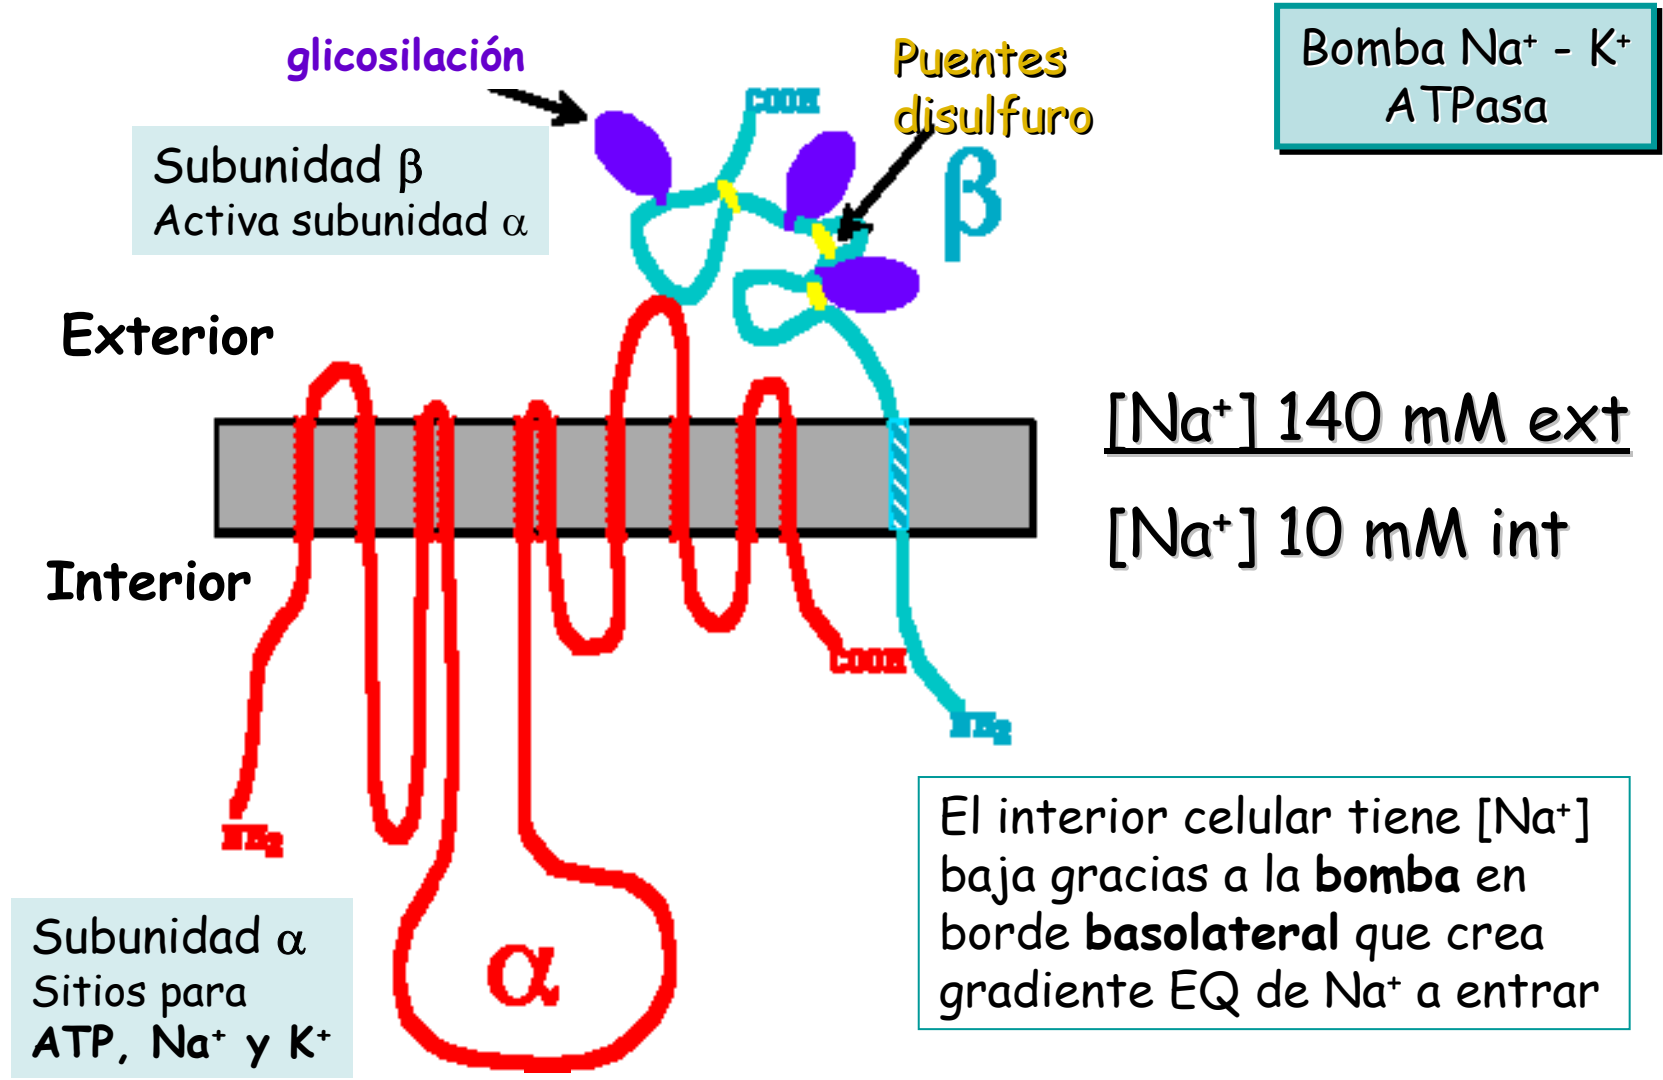 Bomba Na⁺ - K⁺
ATPasa
glicosilación
Puentes
disulfuro
COOH
Subunidad β
Activa subunidad α
β
Exterior
[Na⁺] 140 mM ext
[Na⁺] 10 mM int
Interior
COOH
NH₂
NH₂
El interior celular tiene [Na⁺]
baja gracias a la bomba en
borde basolateral que crea
gradiente EQ de Na⁺ a entrar
Subunidad α
Sitios para
ATP, Na⁺ y K⁺
α